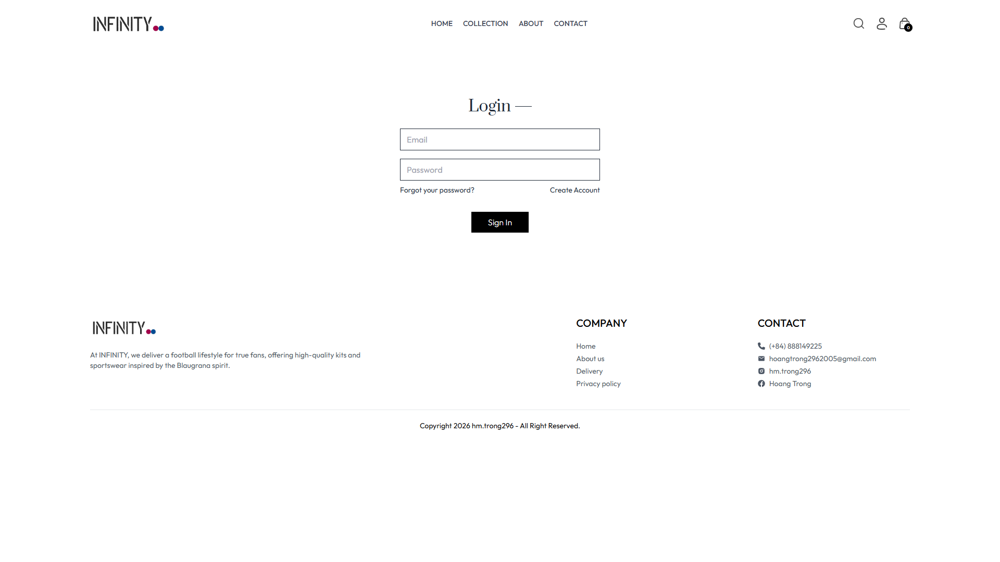 INFINITY
HOME COLLECTION ABOUT CONTACT
0
Login
Email
Password
Forgot your password? Create Account
Sign In
INFINITY
At INFINITY, we deliver a football lifestyle for true fans, offering high-quality kits and
sportswear inspired by the Blaugrana spirit.
COMPANY
Home
About us
Delivery
Privacy policy
CONTACT
(+84) 888149225
hoangtrong2962005@gmail.com
hm.trong296
Hoang Trong
Copyright 2026 hm.trong296 - All Right Reserved.